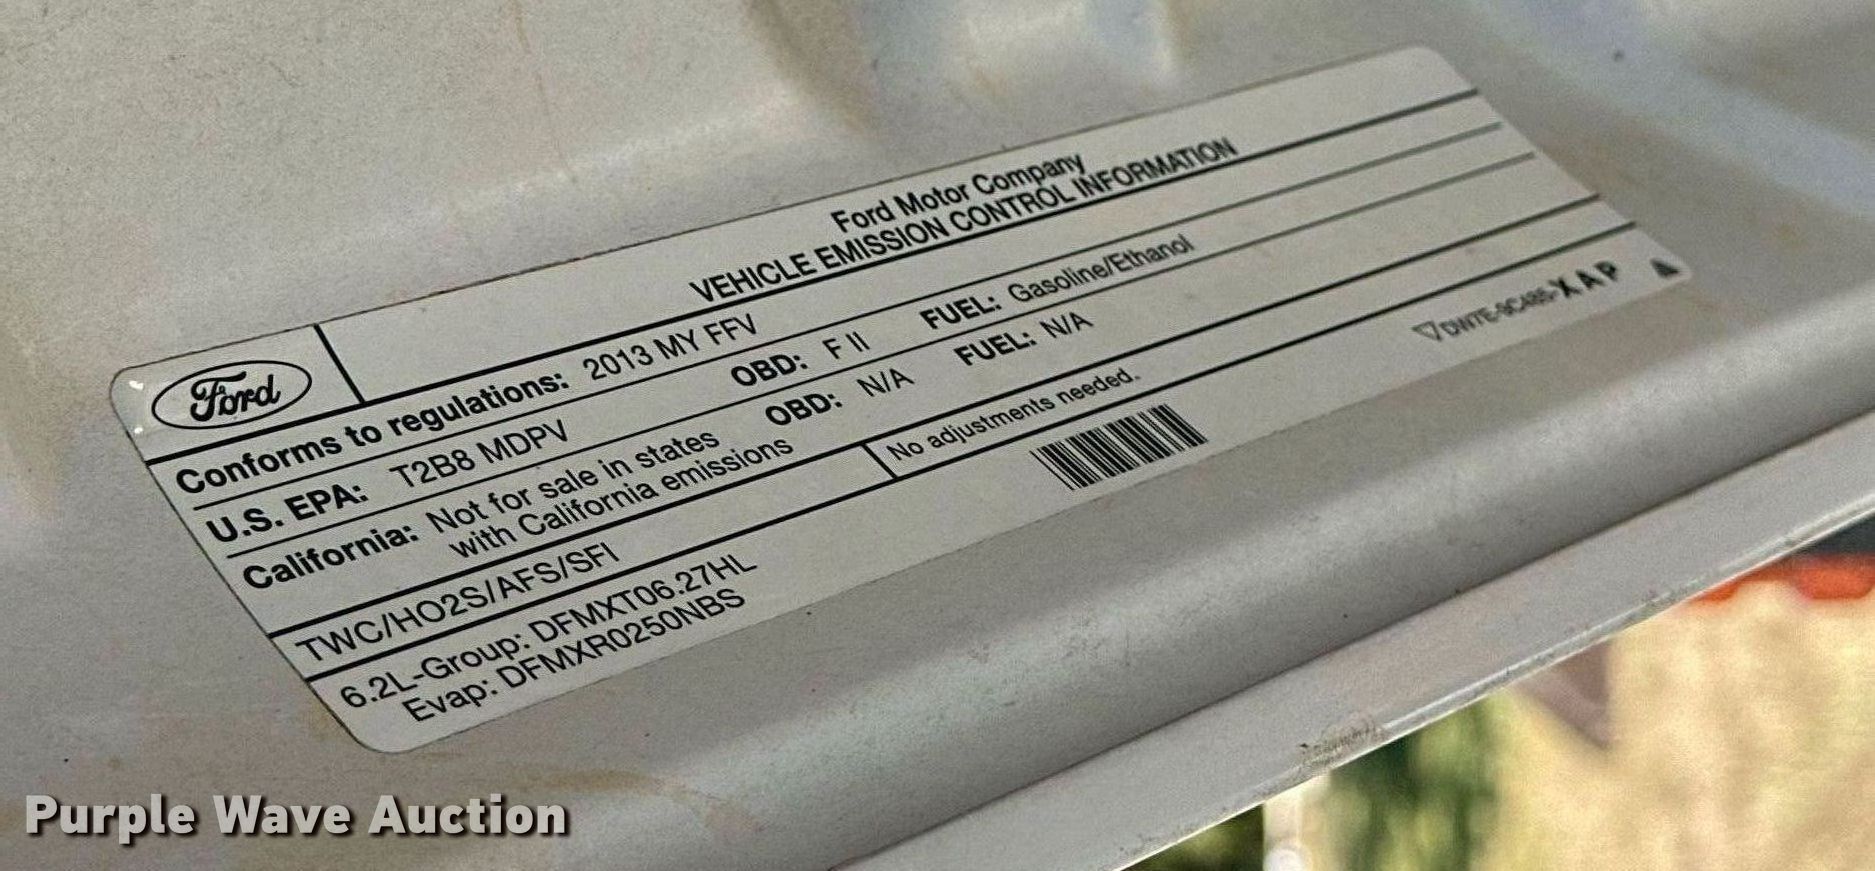 Ford
Ford Motor Company
VEHICLE EMISSION CONTROL INFORMATION
Conforms to regulations: 2013 MY FFV
U.S. EPA: T2B8 MDPV OBD: F II FUEL: Gasoline/Ethanol
California: Not for sale in states with California emissions OBD: N/A FUEL: N/A
TWC/HO2S/AFS/SFI No adjustments needed.
6.2L-Group: DFMXT06.27HL
Evap: DFMXR0250NBS
DW7E-9C485-XAP
Purple Wave Auction